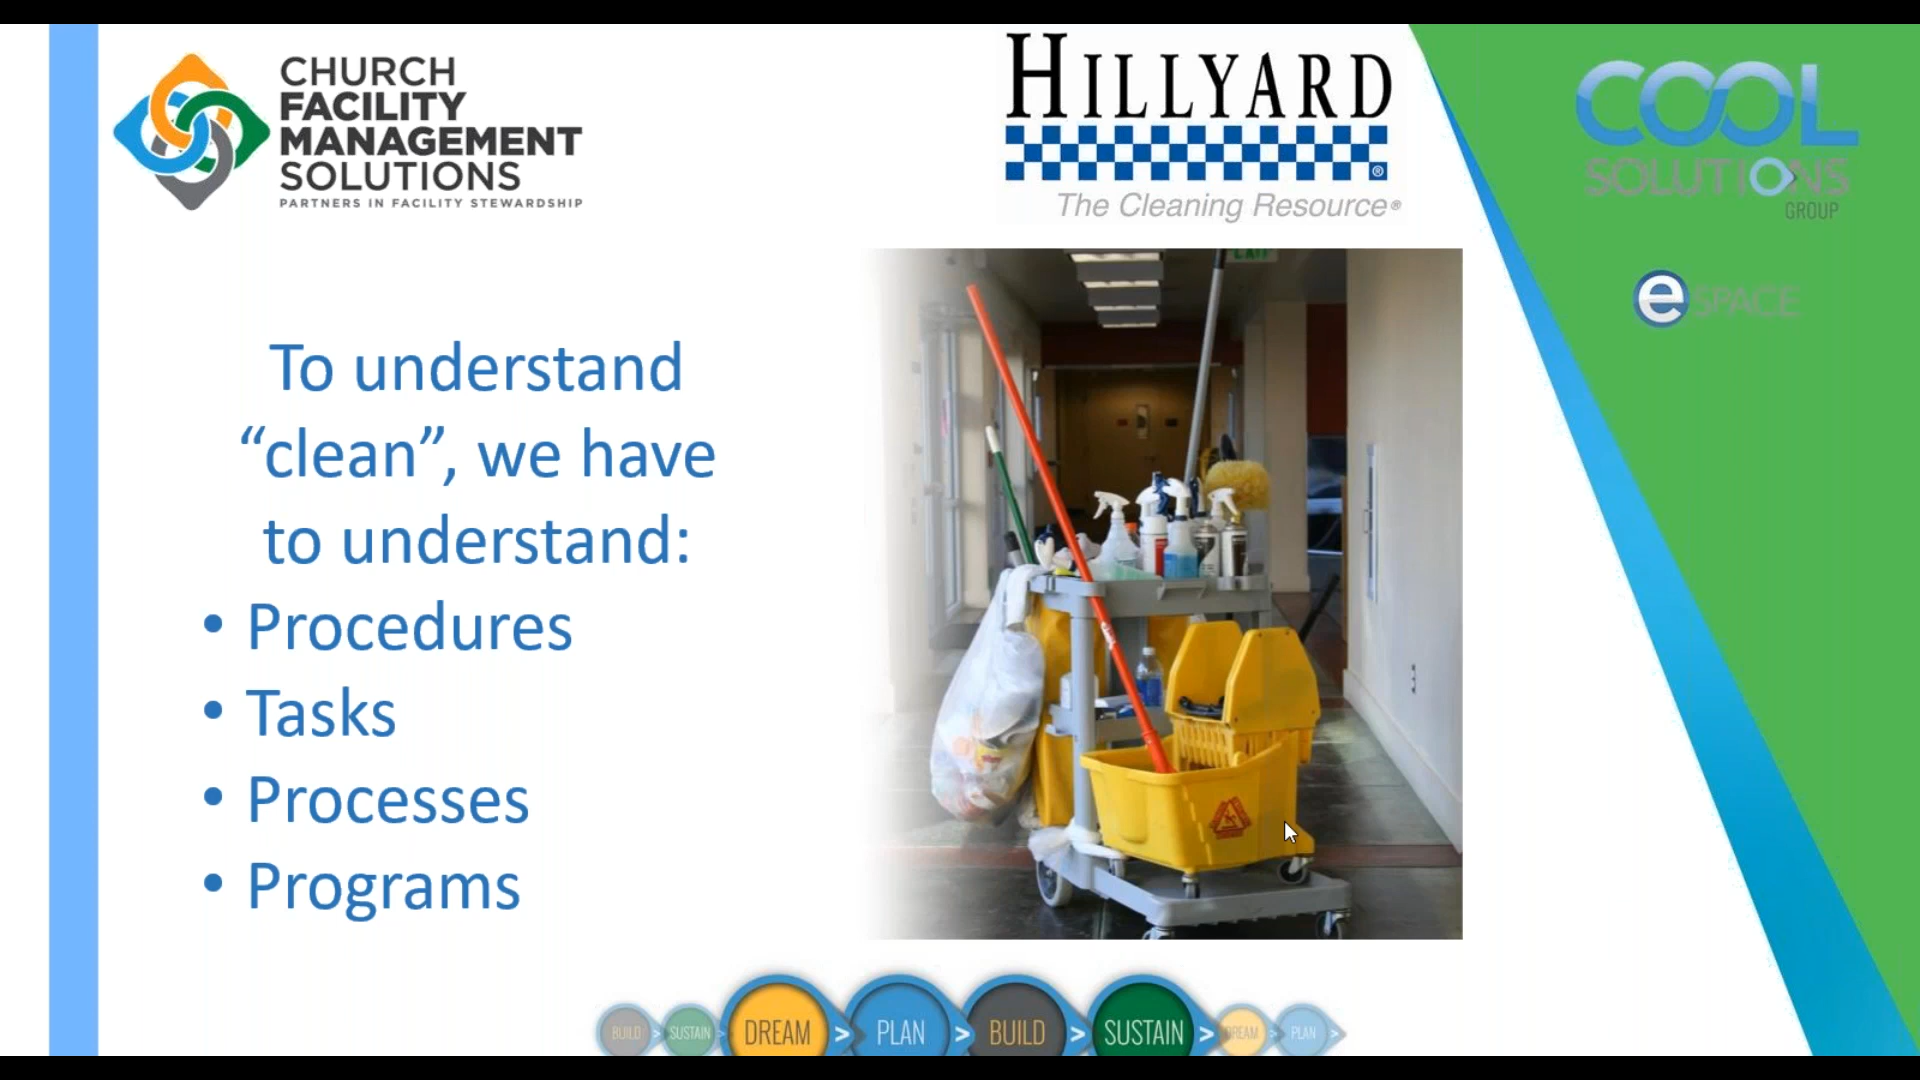 CHURCH
FACILITY
MANAGEMENT
SOLUTIONS
PARTNERS IN FACILITY STEWARDSHIP
HILLYARD
®
The Cleaning Resource®
COOL
SOLUTIONS
GROUP
eSPACE
EXIT
To understand
“clean”, we have
to understand:
• Procedures
• Tasks
• Processes
• Programs
BUILD > SUSTAIN > DREAM > PLAN > BUILD > SUSTAIN > DREAM > PLAN >